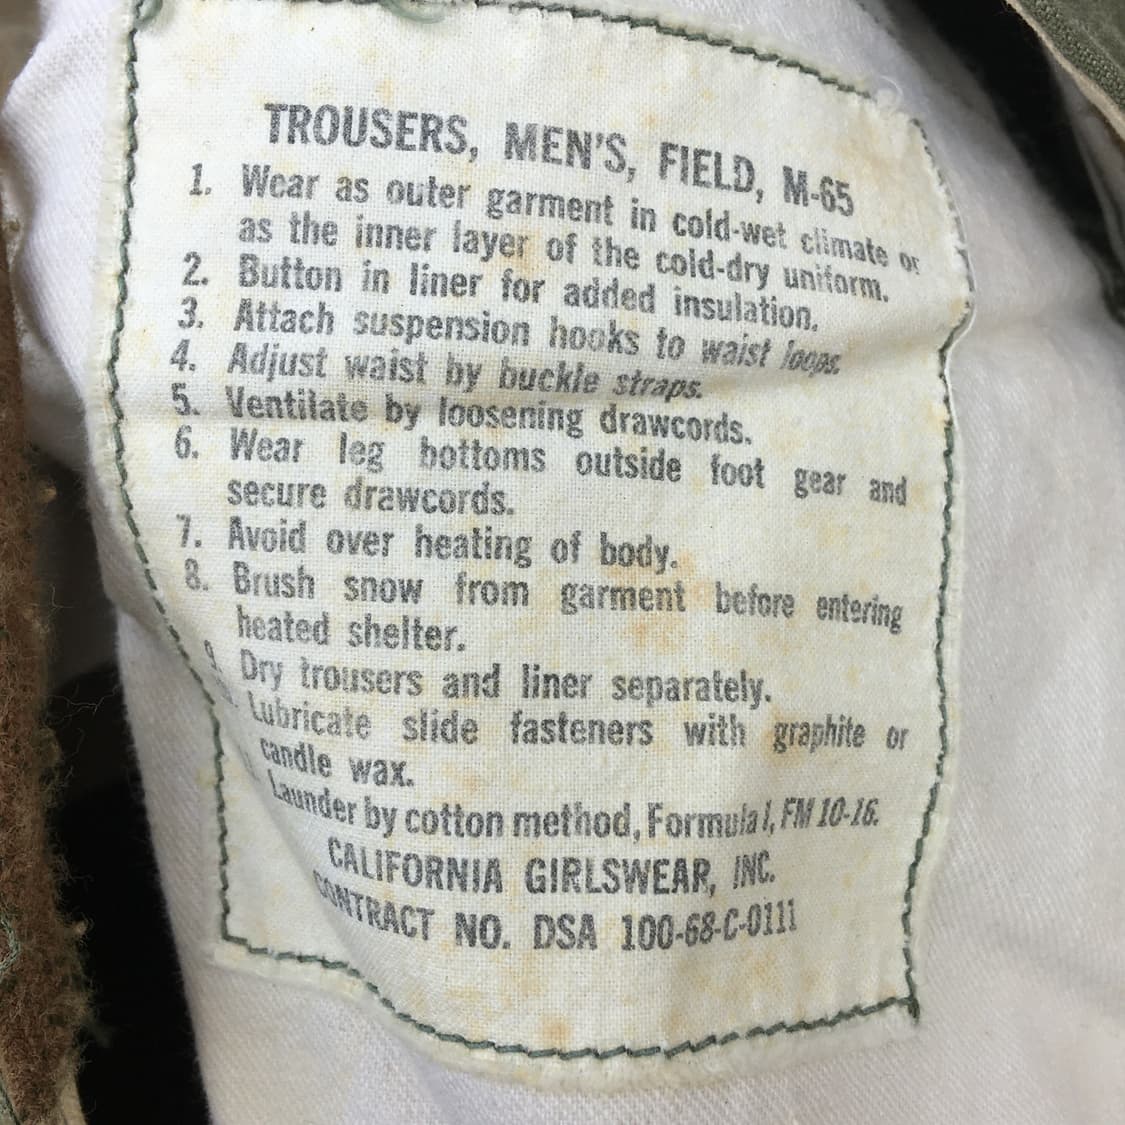 TROUSERS, MEN'S, FIELD, M-65
1. Wear as outer garment in cold-wet climate or
as the inner layer of the cold-dry uniform.
2. Button in liner for added insulation.
3. Attach suspension hooks to waist loops.
4. Adjust waist by buckle straps.
5. Ventilate by loosening drawcords.
6. Wear leg bottoms outside foot gear and
secure drawcords.
7. Avoid over heating of body.
8. Brush snow from garment before entering
heated shelter.
9. Dry trousers and liner separately.
Lubricate slide fasteners with graphite or
candle wax.
Launder by cotton method, Formula I, FM 10-16.
CALIFORNIA GIRLSWEAR, INC.
CONTRACT NO. DSA 100-68-C-0111